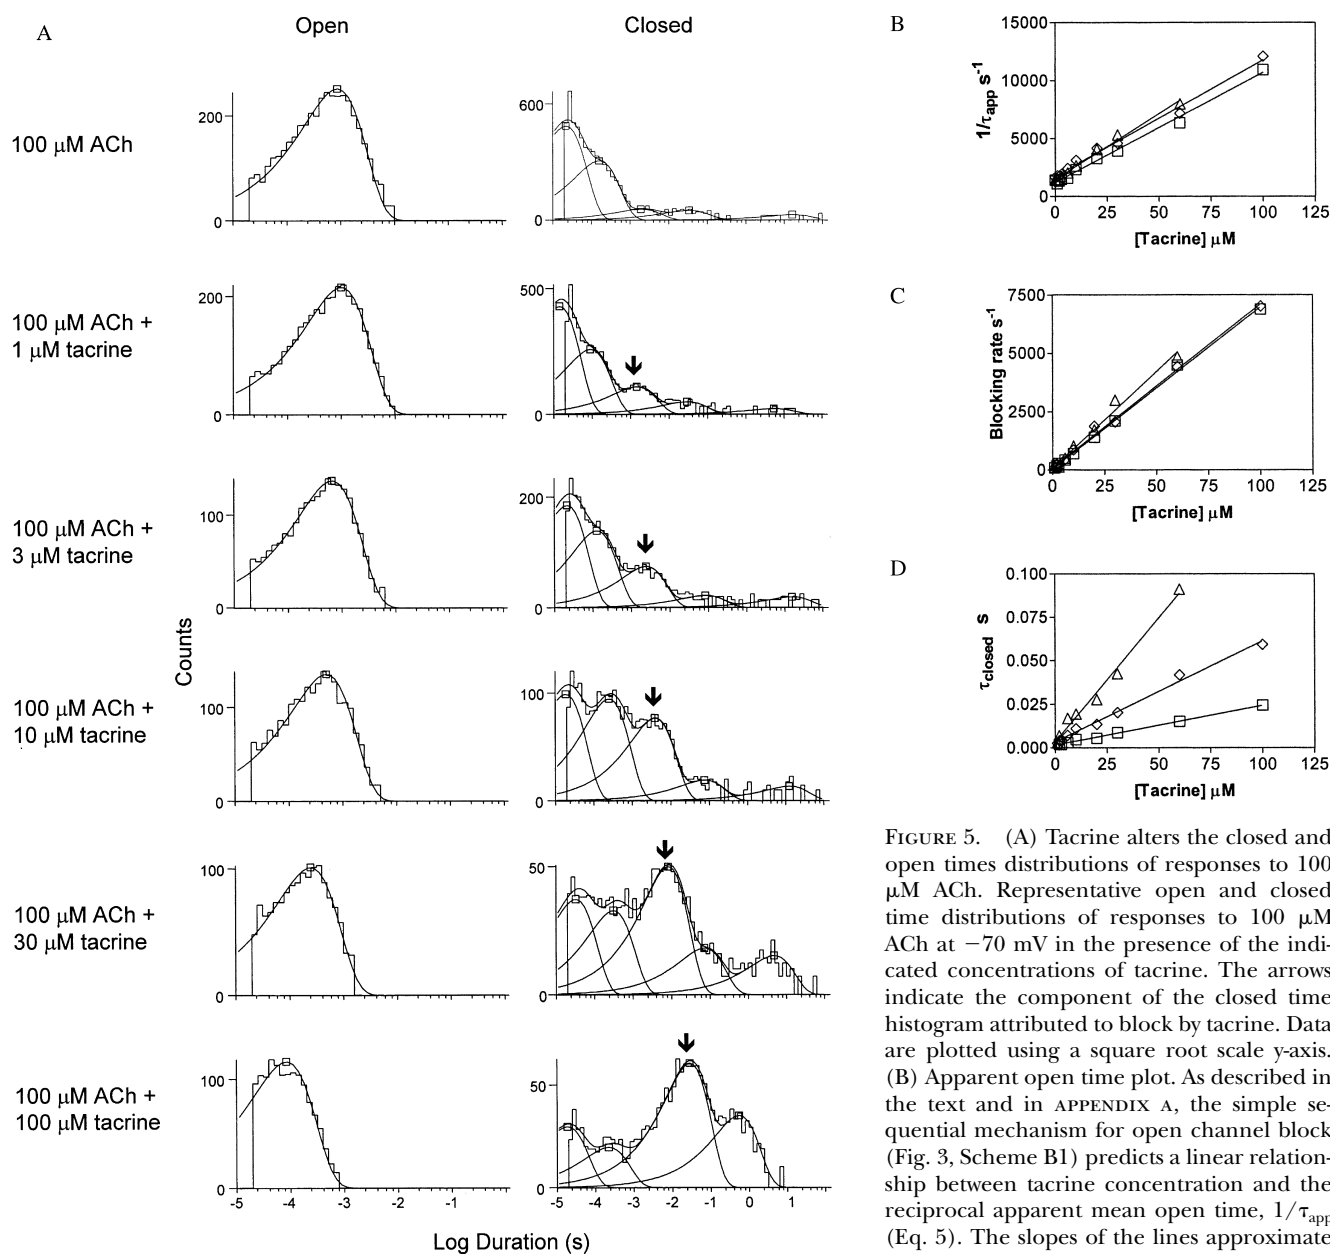 A
Open
Closed
100 μM ACh
200
0
600
300
0
100 μM ACh +
1 μM tacrine
200
0
500
300
0
100 μM ACh +
3 μM tacrine
100
0
200
0
Counts
100 μM ACh +
10 μM tacrine
100
0
100
0
100 μM ACh +
30 μM tacrine
100
0
50
0
100 μM ACh +
100 μM tacrine
100
0
50
0
-5 -4 -3 -2 -1 0
-5 -4 -3 -2 -1 0 1
Log Duration (s)
B
1/τapp s-1
15000
10000
5000
0
0 25 50 75 100 125
[Tacrine] μM
C
Blocking rate s-1
7500
5000
2500
0
0 25 50 75 100 125
[Tacrine] μM
D
τclosed s
0.100
0.075
0.050
0.025
0.000
0 25 50 75 100 125
[Tacrine] μM
FIGURE 5. (A) Tacrine alters the closed and
open times distributions of responses to 100
μM ACh. Representative open and closed
time distributions of responses to 100 μM
ACh at −70 mV in the presence of the indi-
cated concentrations of tacrine. The arrows
indicate the component of the closed time
histogram attributed to block by tacrine. Data
are plotted using a square root scale y-axis.
(B) Apparent open time plot. As described in
the text and in APPENDIX A, the simple se-
quential mechanism for open channel block
(Fig. 3, Scheme B1) predicts a linear relation-
ship between tacrine concentration and the
reciprocal apparent mean open time, 1/τapp
(Eq. 5). The slopes of the lines approximate